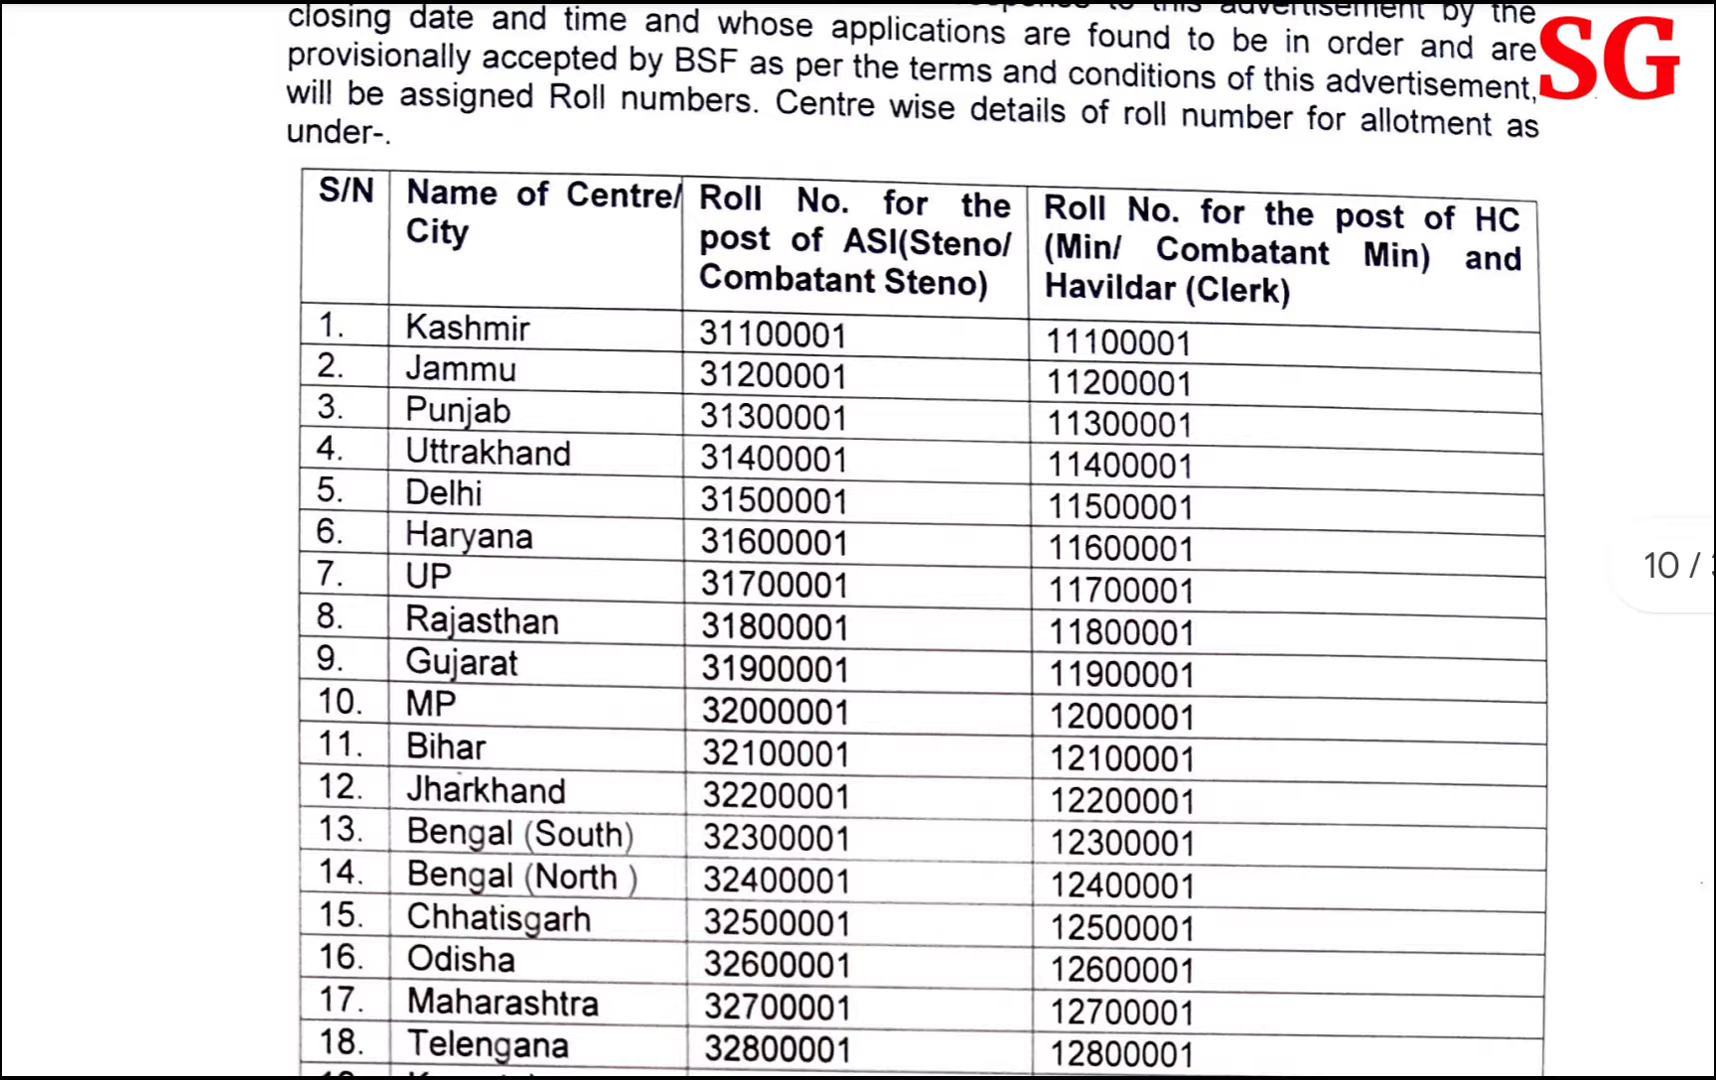 to this advertisement by the
closing date and time and whose applications are found to be in order and are
provisionally accepted by BSF as per the terms and conditions of this advertisement,
will be assigned Roll numbers. Centre wise details of roll number for allotment as
under-.
SG
S/N Name of Centre/ City Roll No. for the post of ASI(Steno/ Combatant Steno) Roll No. for the post of HC (Min/ Combatant Min) and Havildar (Clerk)
1. Kashmir 31100001 11100001
2. Jammu 31200001 11200001
3. Punjab 31300001 11300001
4. Uttrakhand 31400001 11400001
5. Delhi 31500001 11500001
6. Haryana 31600001 11600001
7. UP 31700001 11700001
8. Rajasthan 31800001 11800001
9. Gujarat 31900001 11900001
10. MP 32000001 12000001
11. Bihar 32100001 12100001
12. Jharkhand 32200001 12200001
13. Bengal (South) 32300001 12300001
14. Bengal (North ) 32400001 12400001
15. Chhatisgarh 32500001 12500001
16. Odisha 32600001 12600001
17. Maharashtra 32700001 12700001
18. Telengana 32800001 12800001
10 /